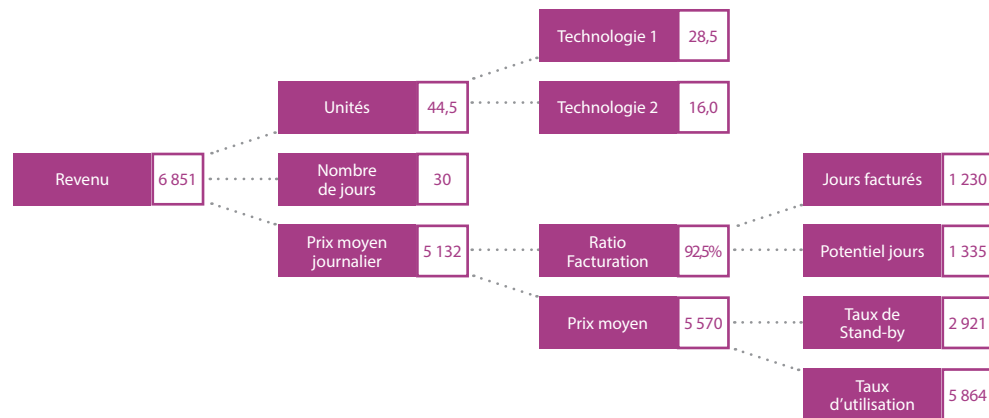 Technologie 1
28,5
Unités
44,5
Technologie 2
16,0
Revenu
6 851
Nombre
de jours
30
Jours facturés
1 230
Prix moyen
journalier
5 132
Ratio
Facturation
92,5%
Potentiel jours
1 335
Prix moyen
5 570
Taux de
Stand-by
2 921
Taux
d'utilisation
5 864